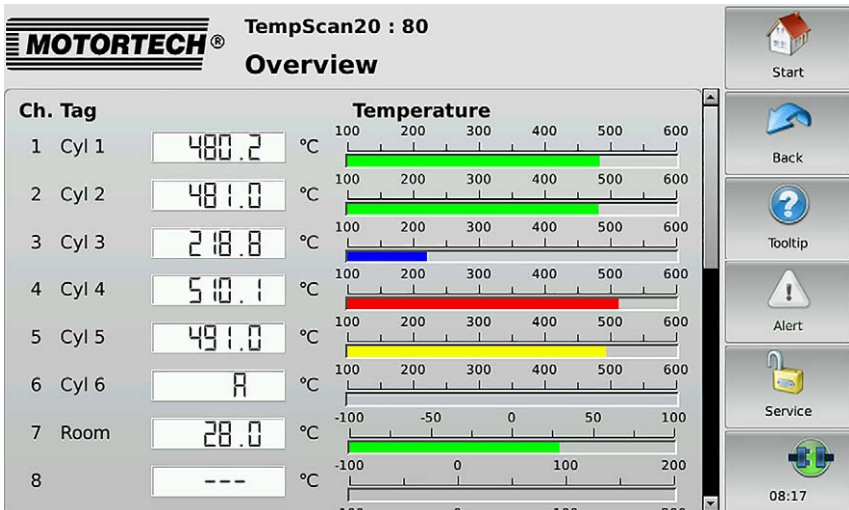 MOTORTECH®
TempScan20 : 80
Overview
Start
Ch. Tag Temperature
100 200 300 400 500 600
1 Cyl 1 480.2 °C
Back
100 200 300 400 500 600
2 Cyl 2 481.0 °C
100 200 300 400 500 600
3 Cyl 3 218.8 °C
Tooltip
100 200 300 400 500 600
4 Cyl 4 510.1 °C
100 200 300 400 500 600
5 Cyl 5 491.0 °C
Alert
100 200 300 400 500 600
6 Cyl 6 A °C
Service
-100 -50 0 50 100
7 Room 28.0 °C
-100 0 100 200
8 --- °C
08:17